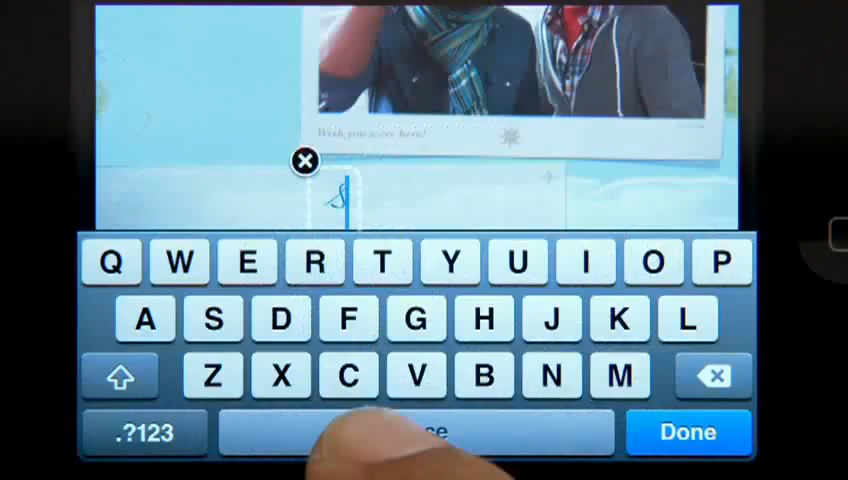 Wish you were here!
S
Q W E R T Y U I O P
A S D F G H J K L
Z X C V B N M
.?123 Done